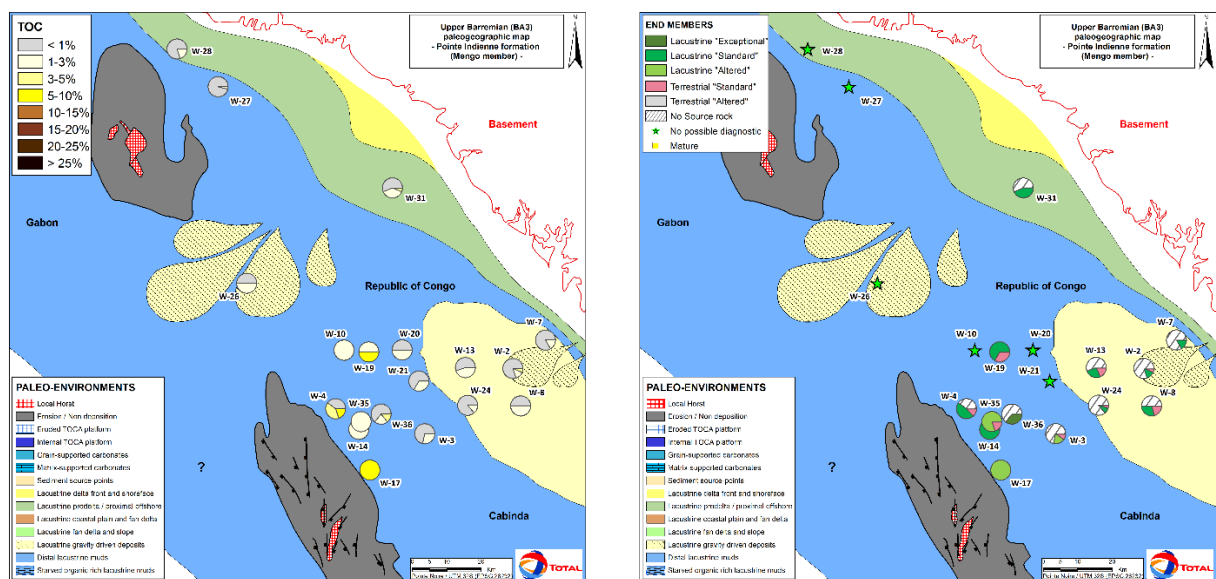 TOC
< 1%
1-3%
3-5%
5-10%
10-15%
15-20%
20-25%
> 25%
Upper Barremian (BA3)
paleogeographic map
- Pointe Indienne formation
(Mengo member) -
N
W-28
W-27
Basement
W-31
Gabon
W-26
Republic of Congo
W-7
W-10
W-20
W-13
W-2
W-19
W-21
W-24
W-8
W-4
W-35
W-36
W-14
W-3
W-17
?
Cabinda
PALEO-ENVIRONMENTS
Local Horst
Erosion / Non deposition
Eroded TOCA platform
Internal TOCA platform
Grain-supported carbonates
Matrix-supported carbonates
Sediment source points
Lacustrine delta front and shoreface
Lacustrine prodelta / proximal offshore
Lacustrine coastal plain and fan delta
Lacustrine fan delta and slope
Lacustrine gravity driven deposits
Distal lacustrine muds
Starved organic rich lacustrine muds
Km
TOTAL
END MEMBERS
Lacustrine "Exceptional"
Lacustrine "Standard"
Lacustrine "Altered"
Terrestrial "Standard"
Terrestrial "Altered"
No Source rock
No possible diagnostic
Mature
Upper Barremian (BA3)
paleogeographic map
- Pointe Indienne formation
(Mengo member) -
N
W-28
W-27
Basement
W-31
Gabon
W-26
Republic of Congo
W-7
W-10
W-20
W-13
W-2
W-19
W-21
W-24
W-8
W-4
W-35
W-36
W-14
W-3
W-17
?
Cabinda
PALEO-ENVIRONMENTS
Local Horst
Erosion / Non deposition
Eroded TOCA platform
Internal TOCA platform
Grain-supported carbonates
Matrix-supported carbonates
Sediment source points
Lacustrine delta front and shoreface
Lacustrine prodelta / proximal offshore
Lacustrine coastal plain and fan delta
Lacustrine fan delta and slope
Lacustrine gravity driven deposits
Distal lacustrine muds
Starved organic rich lacustrine muds
Km
TOTAL